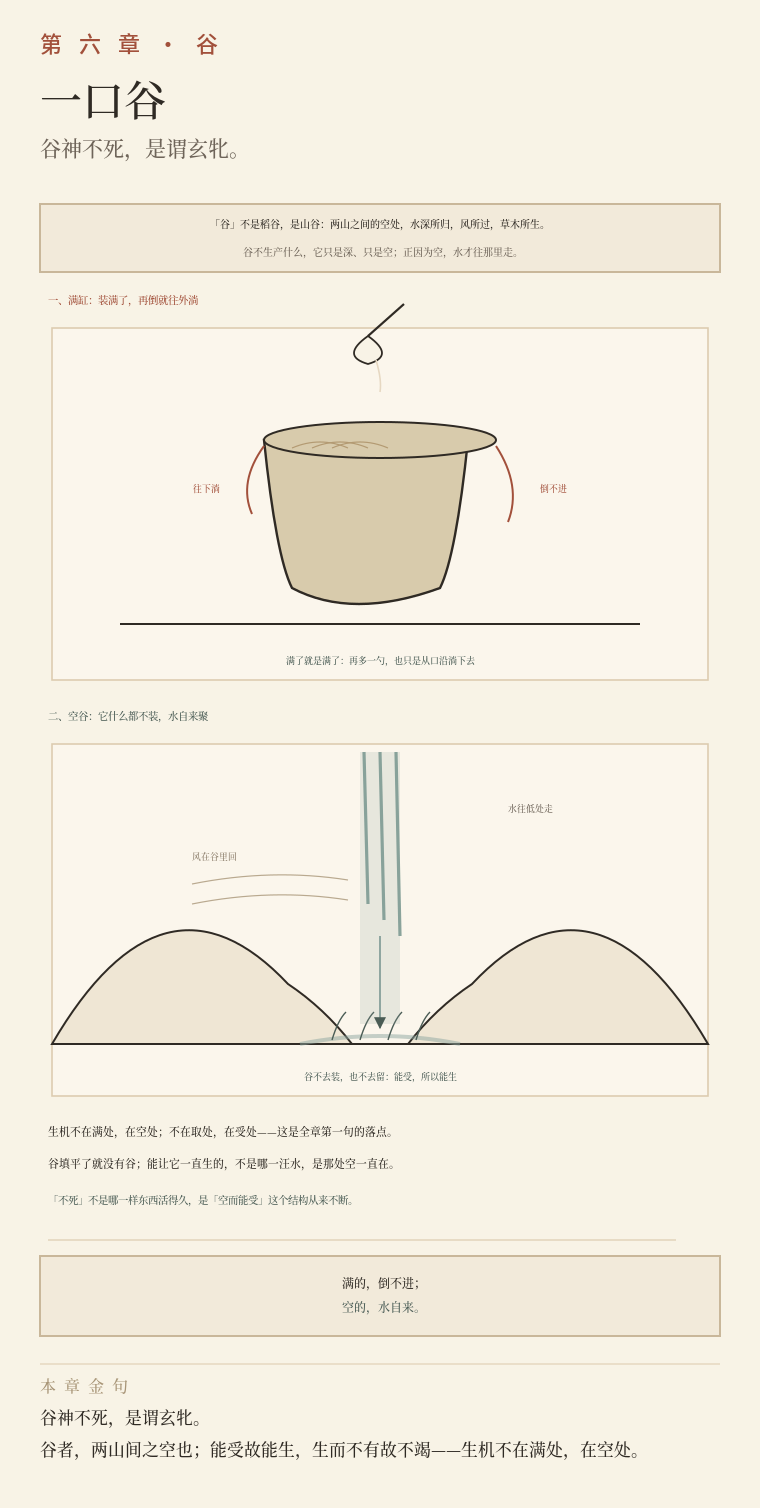 第六章·谷
一口谷
谷神不死，是谓玄牝。
「谷」不是稻谷，是山谷：两山之间的空处，水深所归，风所过，草木所生。
谷不生产什么，它只是深、只是空；正因为空，水才往那里走。
一、满缸：装满了，再倒就往外淌
往下淌
倒不进
满了就是满了：再多一勺，也只是从口沿淌下去
二、空谷：它什么都不装，水自来聚
水往低处走
风在谷里回
谷不去装，也不去留：能受，所以能生
生机不在满处，在空处；不在取处，在受处——这是全章第一句的落点。
谷填平了就没有谷；能让它一直生的，不是哪一汪水，是那处空一直在。
「不死」不是哪一样东西活得久，是「空而能受」这个结构从来不断。
满的，倒不进；
空的，水自来。
本章金句
谷神不死，是谓玄牝。
谷者，两山间之空也；能受故能生，生而不有故不竭——生机不在满处，在空处。